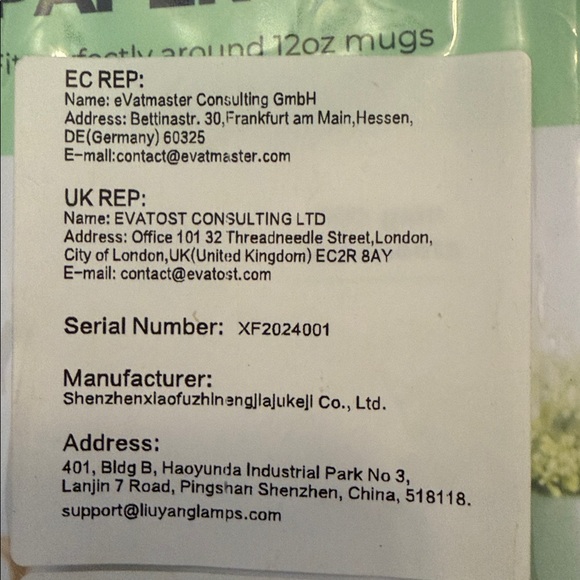 PAPER
perfectly around 12oz mugs
EC REP:
Name: eVatmaster Consulting GmbH
Address: Bettinastr. 30,Frankfurt am Main,Hessen,
DE(Germany) 60325
E-mail:contact@evatmaster.com
UK REP:
Name: EVATOST CONSULTING LTD
Address: Office 101 32 Threadneedle Street,London,
City of London,UK(United Kingdom) EC2R 8AY
E-mail: contact@evatost.com
Serial Number: XF2024001
Manufacturer:
Shenzhenxiaofuzhinengjiajukeji Co., Ltd.
Address:
401, Bldg B, Haoyunda Industrial Park No 3,
Lanjin 7 Road, Pingshan Shenzhen, China, 518118.
support@liuyanglamps.com